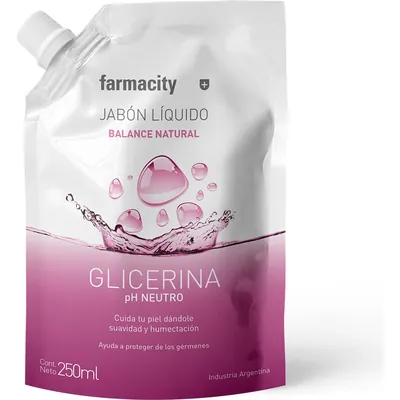 farmacity
JABÓN LÍQUIDO
BALANCE NATURAL
GLICERINA
pH NEUTRO
Cuida tu piel dándole
suavidad y humectación
Ayuda a proteger de los gérmenes
Cont.
Neto 250ml
Industria Argentina